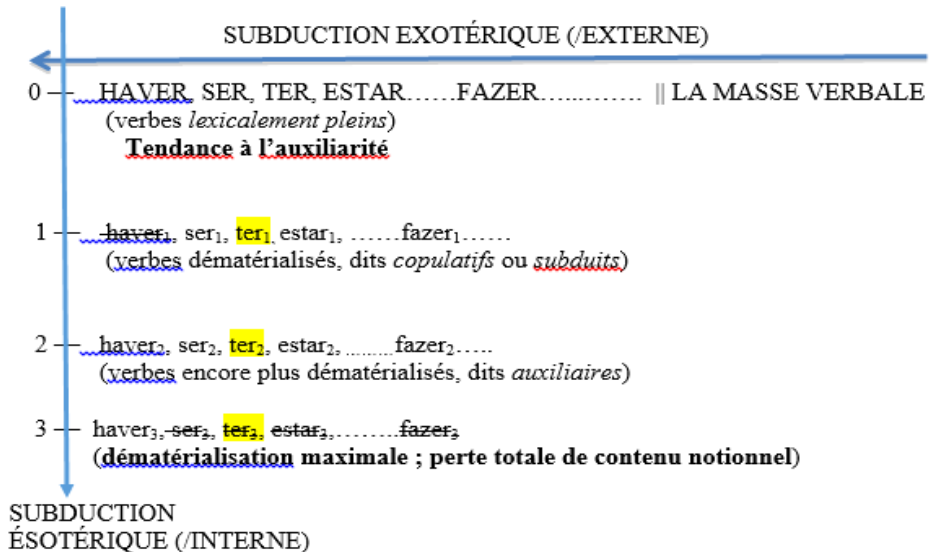 SUBDUCTION EXOTÉRIQUE (/EXTERNE)
0 HAVER, SER, TER, ESTAR……FAZER…...…….. || LA MASSE VERBALE
(verbes lexicalement pleins)
Tendance à l’auxiliarité
1 haver₁, ser₁, ter₁, estar₁, ……fazer₁……
(verbes dématérialisés, dits copulatifs ou subduits)
2 haver₂, ser₂, ter₂, estar₂, ………fazer₂…..
(verbes encore plus dématérialisés, dits auxiliaires)
3 haver₃, ser₃, ter₃, estar₃,……..fazer₃
(dématérialisation maximale ; perte totale de contenu notionnel)
SUBDUCTION
ÉSOTÉRIQUE (/INTERNE)